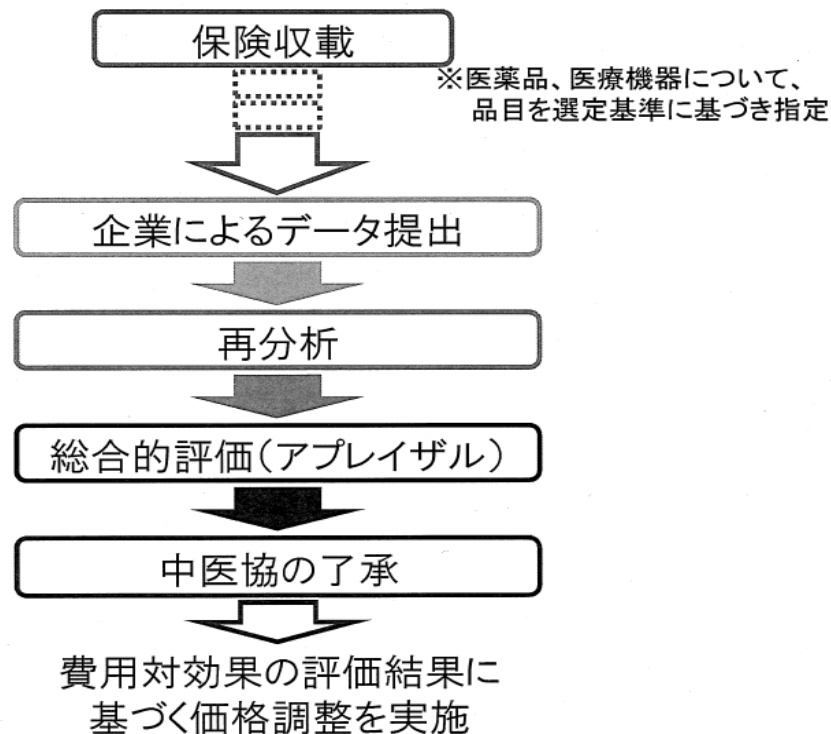 保険収載
※医薬品、医療機器について、
品目を選定基準に基づき指定
企業によるデータ提出
再分析
総合的評価(アプレイザル)
中医協の了承
費用対効果の評価結果に
基づく価格調整を実施